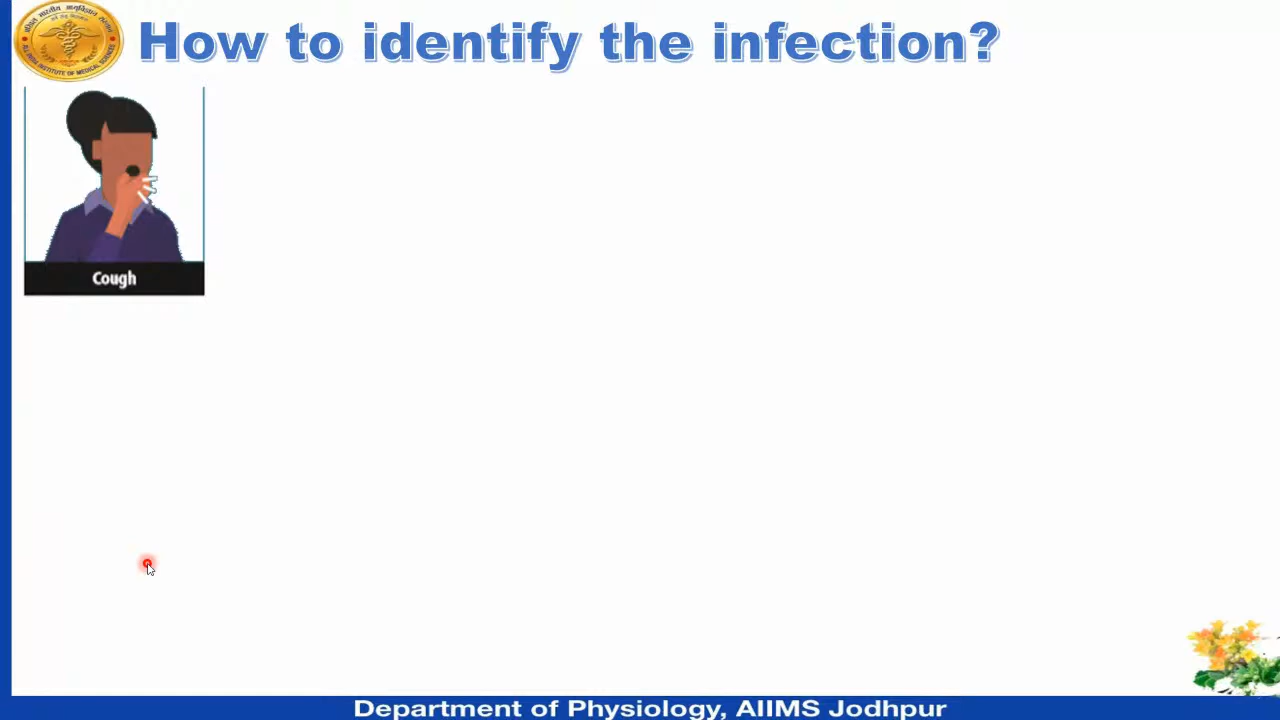 How to identify the infection?
Cough
Department of Physiology, AIIMS Jodhpur